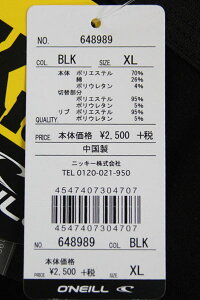 NO. 648989
COL. BLK SIZE XL
本体 ポリエステル 70%
綿 26%
ポリウレタン 4%
切替部分
ポリエステル 95%
ポリウレタン 5%
リブ ポリエステル 95%
QUALITY. ポリウレタン 5%
PRICE. 本体価格 ¥2,500 +税
中国製
ニッキー株式会社
TEL 0120-021-950
4547407304707
4547407304707
NO. 648989 COL. BLK
PRICE 本体価格 ¥2,500 +税 SIZE XL
O'NEILL